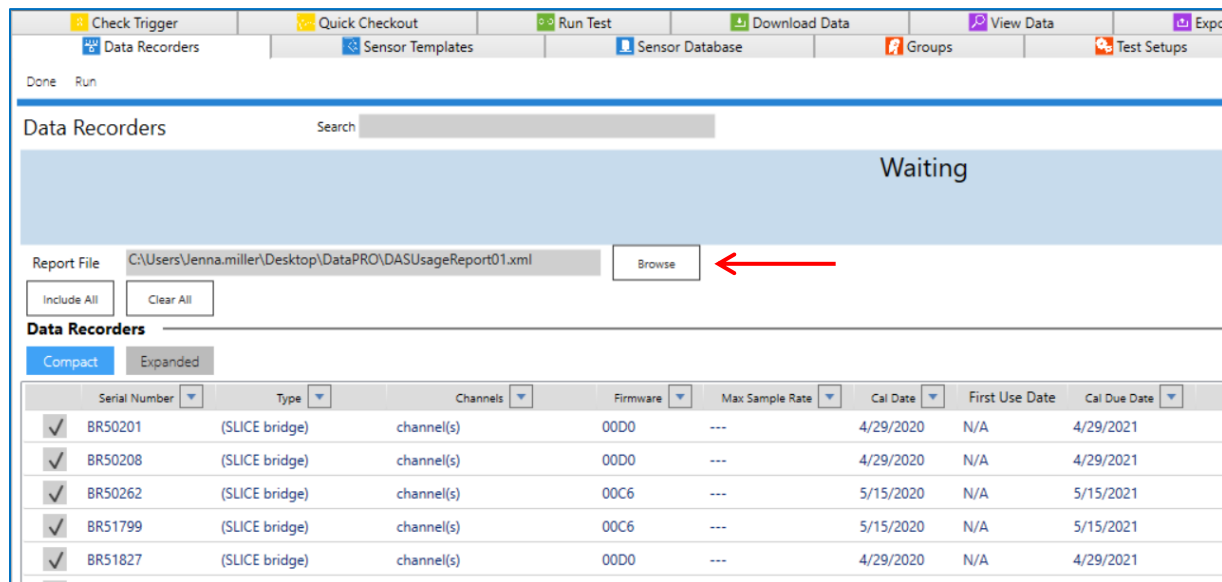 Check Trigger Quick Checkout Run Test Download Data View Data Expo
Data Recorders Sensor Templates Sensor Database Groups Test Setups
Done Run
Data Recorders Search
Waiting
Report File C:\Users\Jenna.miller\Desktop\DataPRO\DASUsageReport01.xml Browse
Include All Clear All
Data Recorders
Compact Expanded
Serial Number Type Channels Firmware Max Sample Rate Cal Date First Use Date Cal Due Date
BR50201 (SLICE bridge) channel(s) 00D0 --- 4/29/2020 N/A 4/29/2021
BR50208 (SLICE bridge) channel(s) 00D0 --- 4/29/2020 N/A 4/29/2021
BR50262 (SLICE bridge) channel(s) 00C6 --- 5/15/2020 N/A 5/15/2021
BR51799 (SLICE bridge) channel(s) 00C6 --- 5/15/2020 N/A 5/15/2021
BR51827 (SLICE bridge) channel(s) 00D0 --- 4/29/2020 N/A 4/29/2021